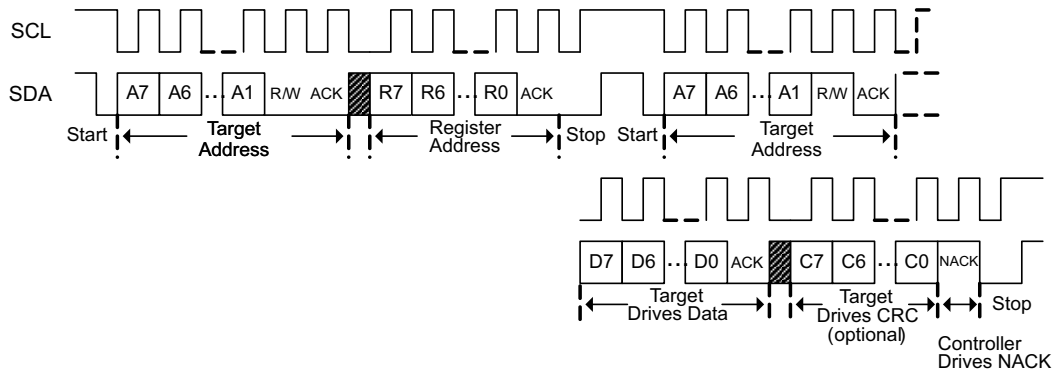 SCL
SDA A7 A6 ... A1 R/W ACK R7 R6 ... R0 ACK A7 A6 ... A1 R/W ACK
Start Target Address Register Address Stop Start Target Address
D7 D6 ... D0 ACK C7 C6 ... C0 NACK
Target Drives Data Target Drives CRC (optional) Stop
Controller Drives NACK